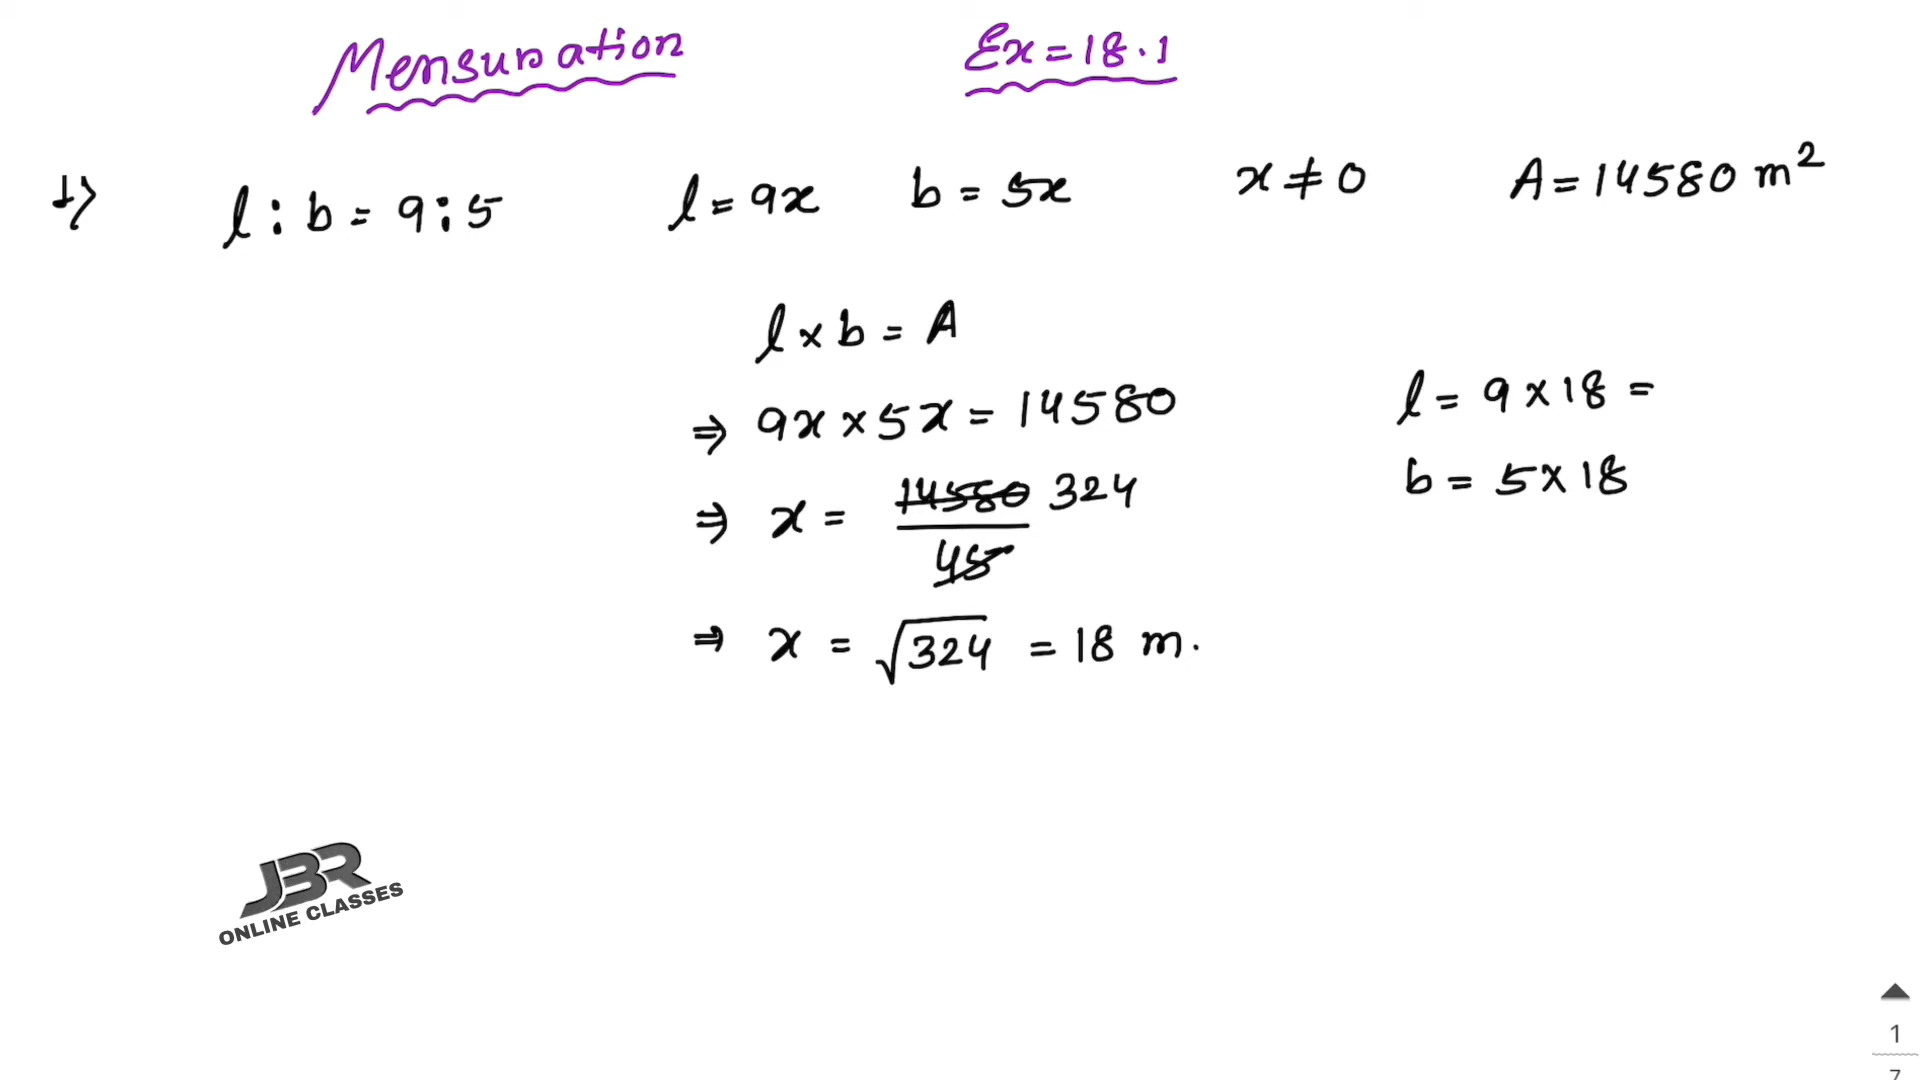 Mensuration Ex = 18.1
1) l : b = 9 : 5 l = 9x b = 5x x ≠ 0 A = 14580 m²
l × b = A
⇒ 9x × 5x = 14580
l = 9 × 18 =
⇒ x = 14580/45 324
b = 5 × 18
⇒ x = √324 = 18 m.
JBR
ONLINE CLASSES
1
7